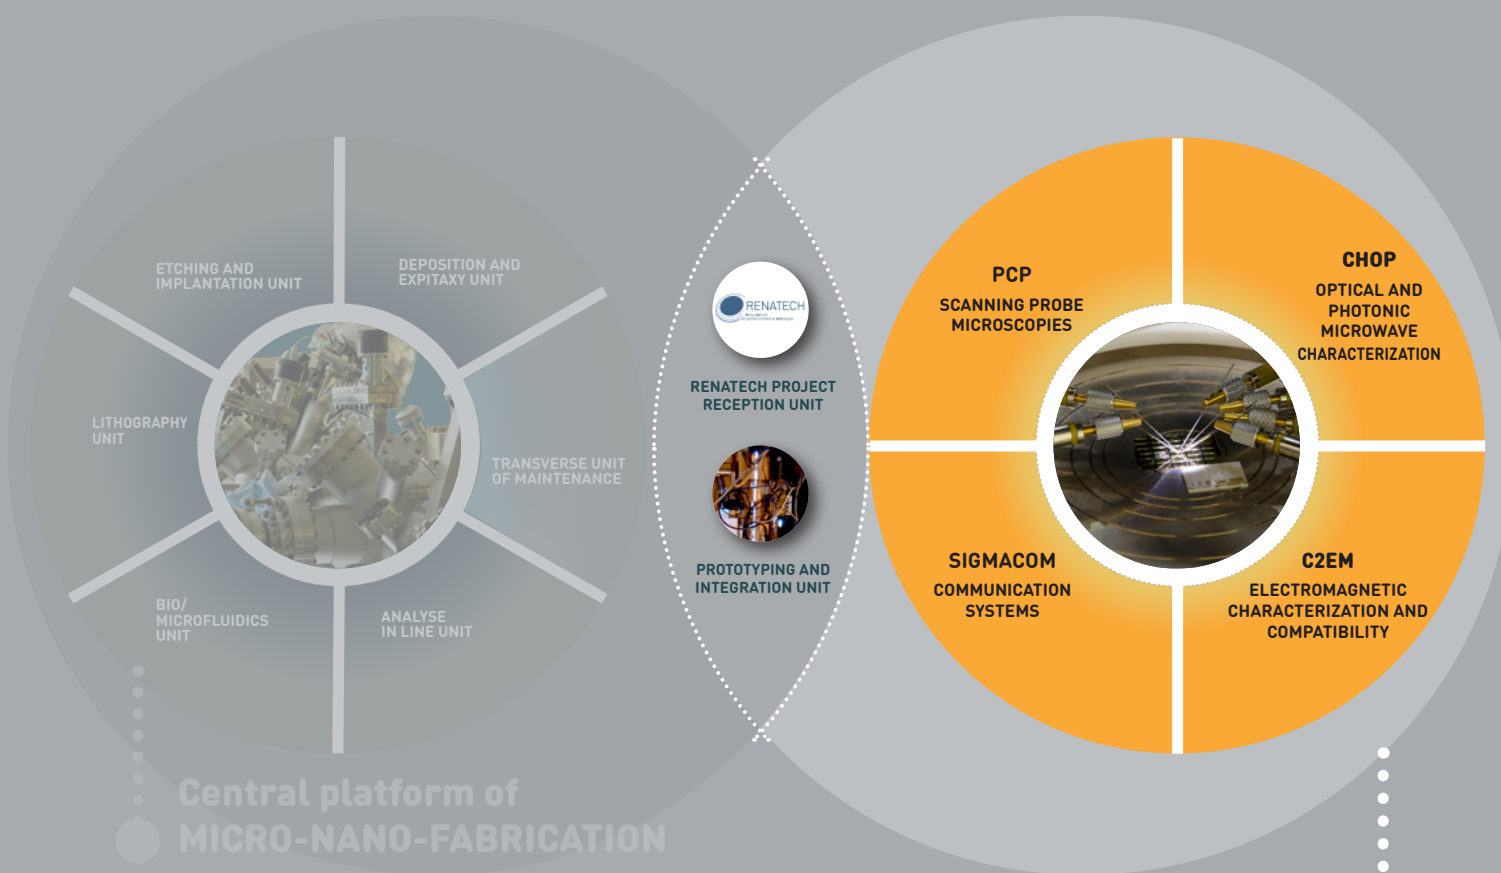 ETCHING AND
IMPLANTATION UNIT
DEPOSITION AND
EXPITAXY UNIT
LITHOGRAPHY
UNIT
TRANSVERSE UNIT
OF MAINTENANCE
BIO/
MICROFLUIDICS
UNIT
ANALYSE
IN LINE UNIT
Central platform of
MICRO-NANO-FABRICATION
RENATECH
RENATECH PROJECT
RECEPTION UNIT
PROTOTYPING AND
INTEGRATION UNIT
PCP
SCANNING PROBE
MICROSCOPIES
CHOP
OPTICAL AND
PHOTONIC
MICROWAVE
CHARACTERIZATION
SIGMACOM
COMMUNICATION
SYSTEMS
C2EM
ELECTROMAGNETIC
CHARACTERIZATION AND
COMPATIBILITY